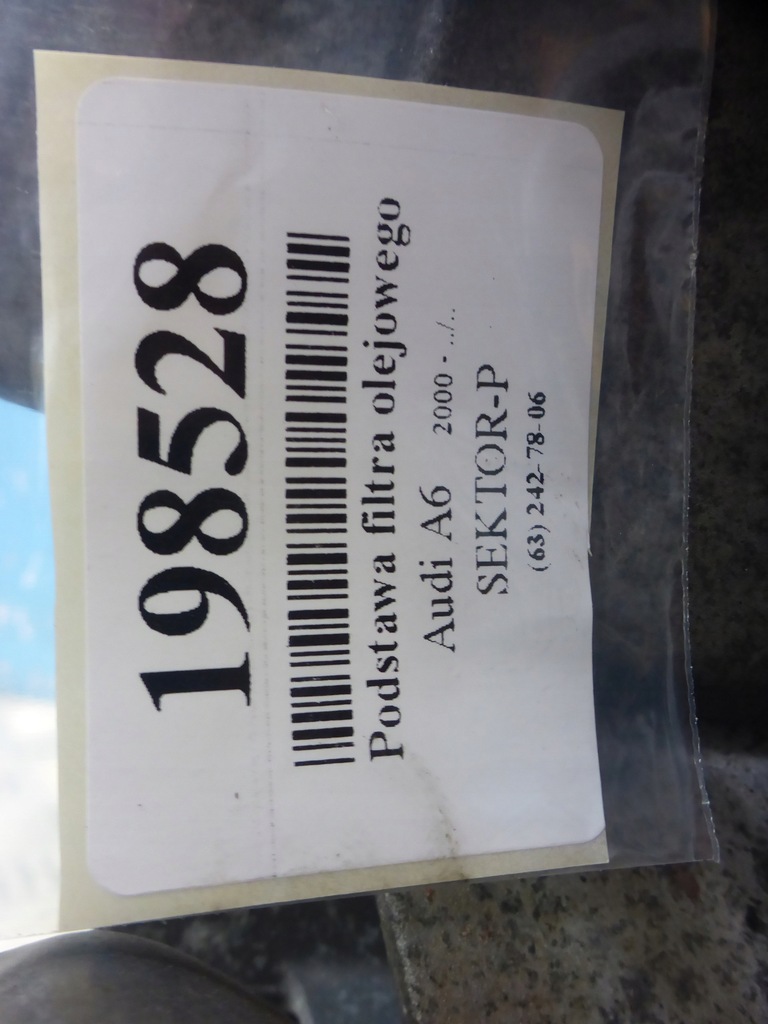 198528
Podstawa filtra olejowego
Audi A6 2000 - ../..
SEKTOR-P
(63) 242-78-06